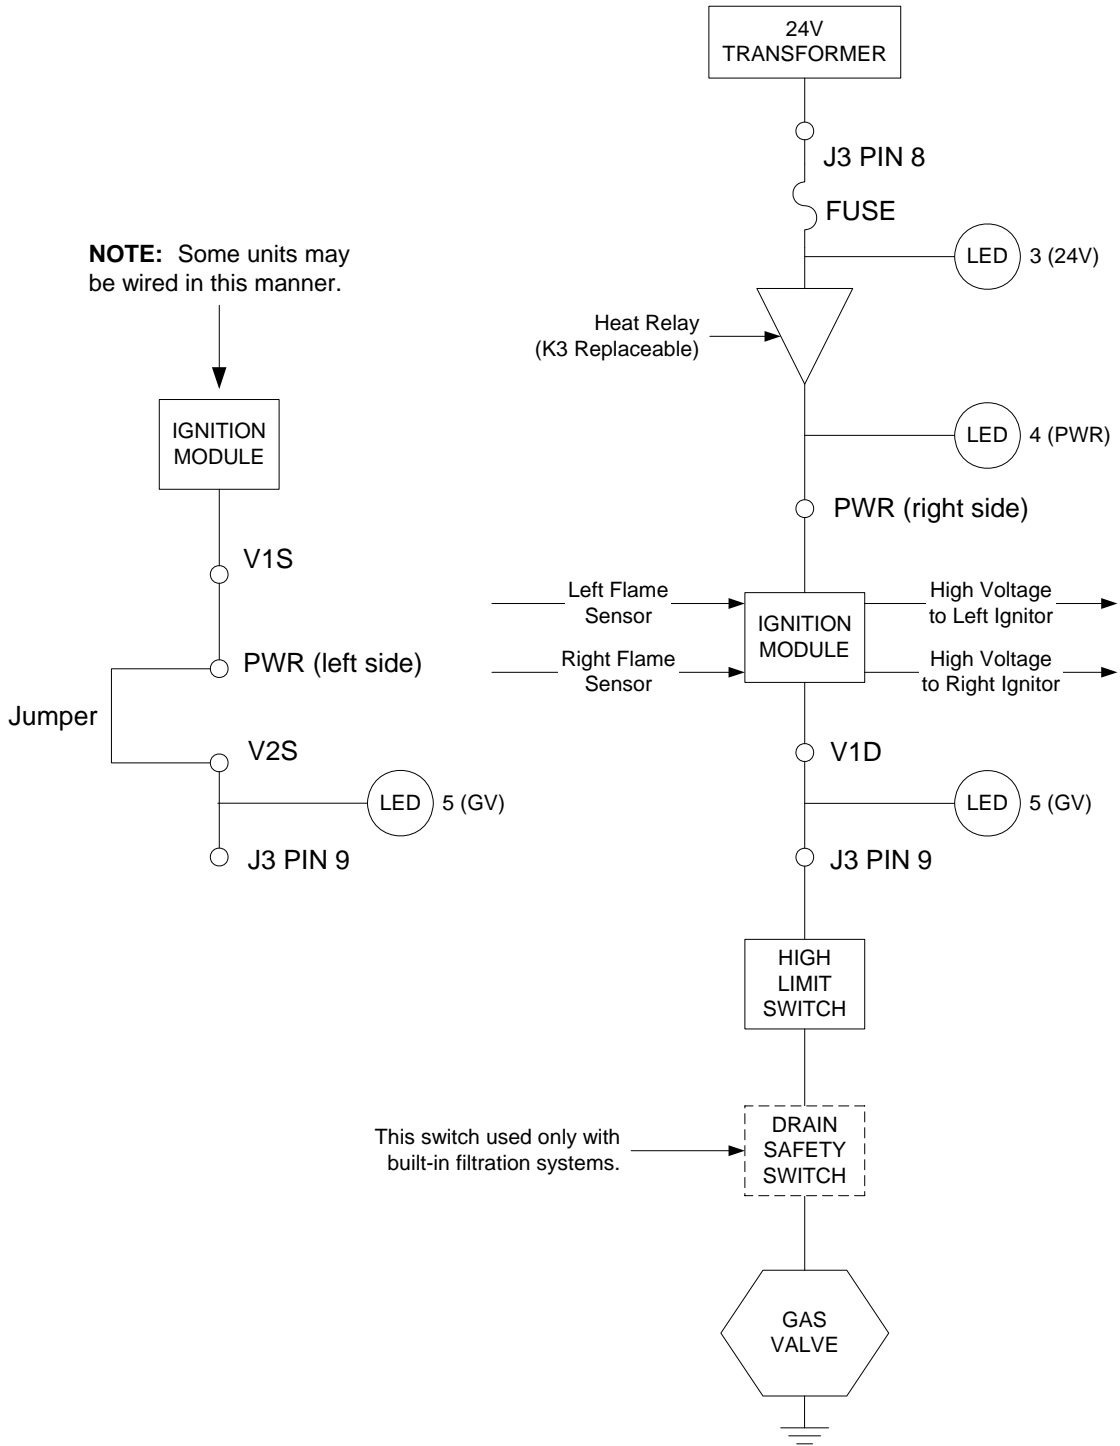 24V
TRANSFORMER
J3 PIN 8
FUSE
LED 3 (24V)
NOTE: Some units may
be wired in this manner.
Heat Relay
(K3 Replaceable)
LED 4 (PWR)
PWR (right side)
IGNITION
MODULE
V1S
PWR (left side)
Jumper
V2S
LED 5 (GV)
J3 PIN 9
Left Flame
Sensor
Right Flame
Sensor
IGNITION
MODULE
High Voltage
to Left Ignitor
High Voltage
to Right Ignitor
V1D
LED 5 (GV)
J3 PIN 9
HIGH
LIMIT
SWITCH
This switch used only with
built-in filtration systems.
DRAIN
SAFETY
SWITCH
GAS
VALVE